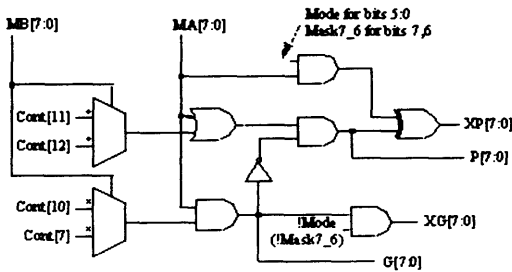 Mode for bits 5:0
Mask7_6 for bits 7,6
MB[7:0]
MA[7:0]
Cont[11]
Cont[12]
XP[7:0]
P[7:0]
Cont[10]
Cont[7]
!Mode
(!Mask7_6)
XG[7:0]
G[7:0]